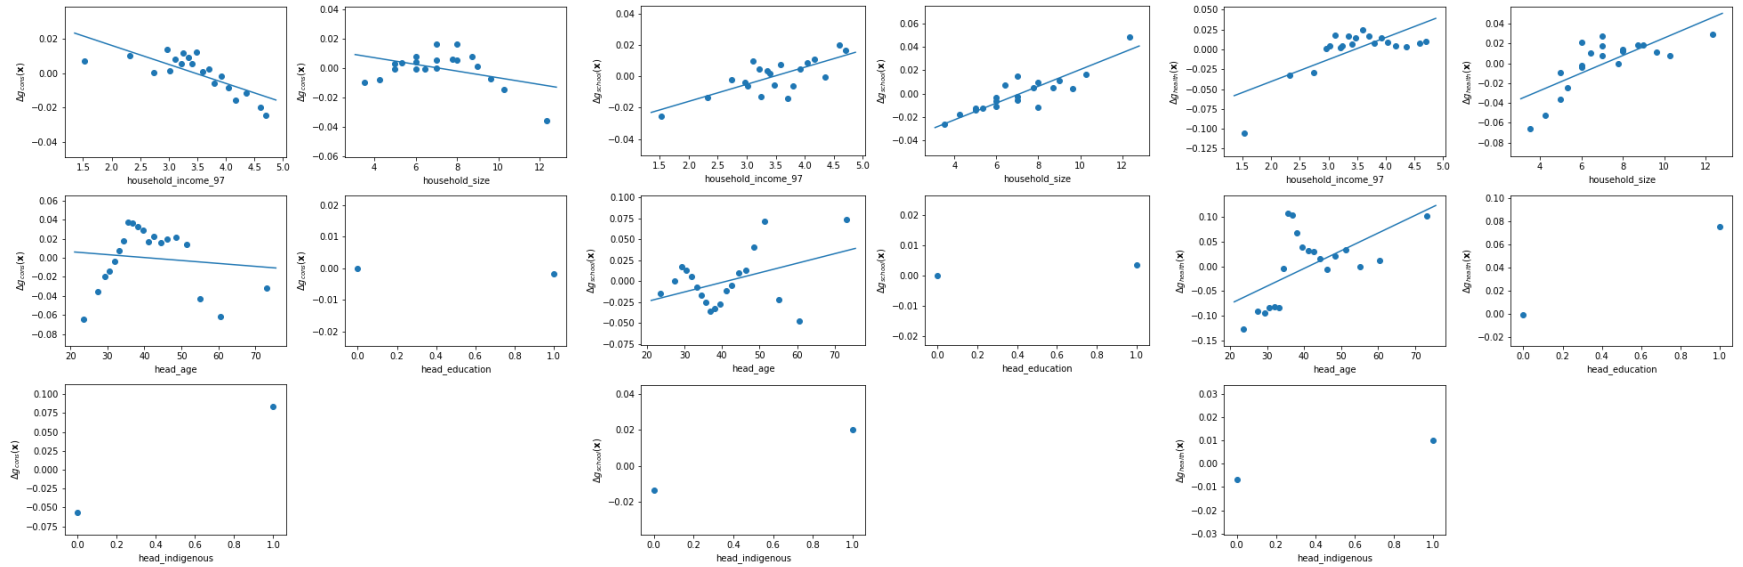 Δg_cons(𝐱)
0.02
0.00
−0.02
−0.04
1.5 2.0 2.5 3.0 3.5 4.0 4.5 5.0
household_income_97
Δg_cons(𝐱)
0.04
0.02
0.00
−0.02
−0.04
−0.06
4 6 8 10 12
household_size
Δg_school(𝐱)
0.04
0.02
0.00
−0.02
−0.04
1.5 2.0 2.5 3.0 3.5 4.0 4.5 5.0
household_income_97
Δg_school(𝐱)
0.06
0.04
0.02
0.00
−0.02
−0.04
4 6 8 10 12
household_size
Δg_health(𝐱)
0.050
0.025
0.000
−0.025
−0.050
−0.075
−0.100
−0.125
1.5 2.0 2.5 3.0 3.5 4.0 4.5 5.0
household_income_97
Δg_health(𝐱)
0.04
0.02
0.00
−0.02
−0.04
−0.06
−0.08
4 6 8 10 12
household_size
Δg_cons(𝐱)
0.06
0.04
0.02
0.00
−0.02
−0.04
−0.06
−0.08
20 30 40 50 60 70
head_age
Δg_cons(𝐱)
0.02
0.01
0.00
−0.01
−0.02
0.0 0.2 0.4 0.6 0.8 1.0
head_education
Δg_school(𝐱)
0.100
0.075
0.050
0.025
0.000
−0.025
−0.050
−0.075
20 30 40 50 60 70
head_age
Δg_school(𝐱)
0.02
0.01
0.00
−0.01
−0.02
0.0 0.2 0.4 0.6 0.8 1.0
head_education
Δg_health(𝐱)
0.10
0.05
0.00
−0.05
−0.10
−0.15
20 30 40 50 60 70
head_age
Δg_health(𝐱)
0.10
0.08
0.06
0.04
0.02
0.00
−0.02
0.0 0.2 0.4 0.6 0.8 1.0
head_education
Δg_cons(𝐱)
0.100
0.075
0.050
0.025
0.000
−0.025
−0.050
−0.075
0.0 0.2 0.4 0.6 0.8 1.0
head_indigenous
Δg_school(𝐱)
0.04
0.02
0.00
−0.02
0.0 0.2 0.4 0.6 0.8 1.0
head_indigenous
Δg_health(𝐱)
0.03
0.02
0.01
0.00
−0.01
−0.02
−0.03
0.0 0.2 0.4 0.6 0.8 1.0
head_indigenous